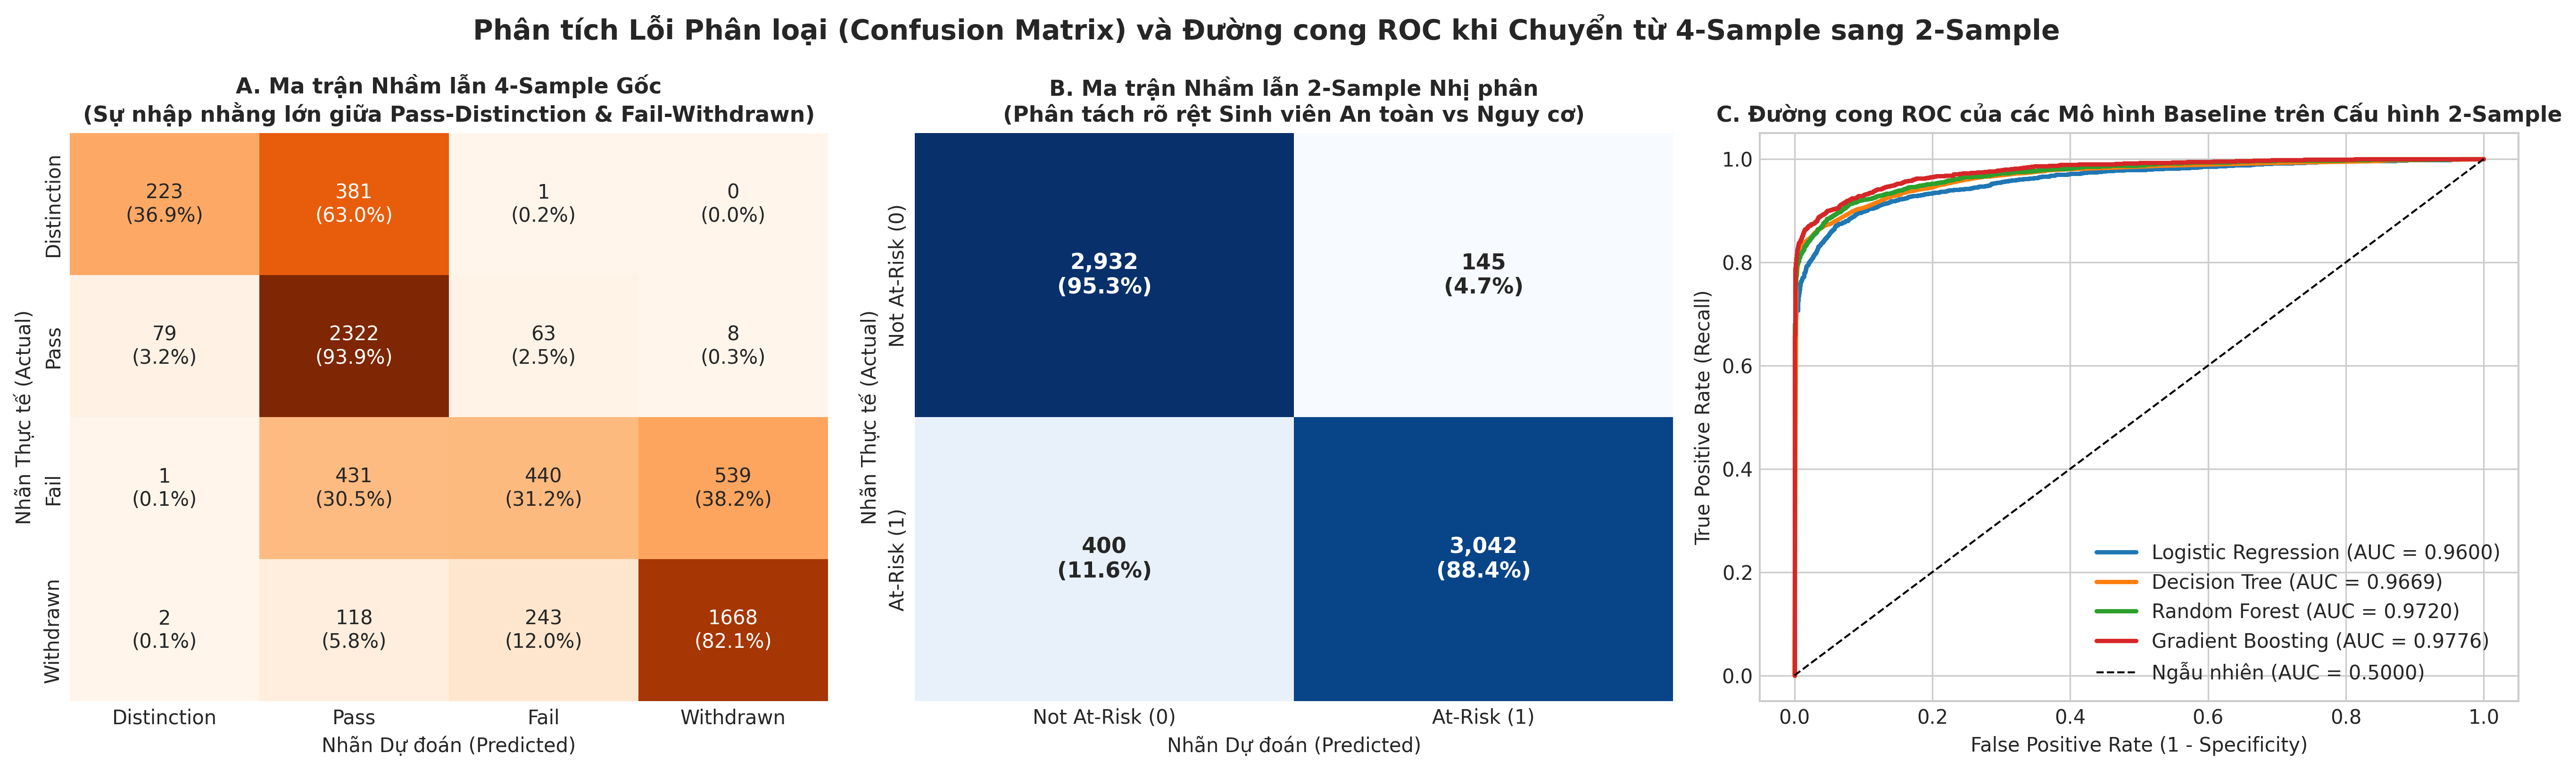 Phân tích Lỗi Phân loại (Confusion Matrix) và Đường cong ROC khi Chuyển từ 4-Sample sang 2-Sample
A. Ma trận Nhầm lẫn 4-Sample Gốc
(Sự nhập nhằng lớn giữa Pass-Distinction & Fail-Withdrawn)
Nhãn Thực tế (Actual)
Distinction
223
(36.9%)
381
(63.0%)
1
(0.2%)
0
(0.0%)
Pass
79
(3.2%)
2322
(93.9%)
63
(2.5%)
8
(0.3%)
Fail
1
(0.1%)
431
(30.5%)
440
(31.2%)
539
(38.2%)
Withdrawn
2
(0.1%)
118
(5.8%)
243
(12.0%)
1668
(82.1%)
Distinction
Pass
Fail
Withdrawn
Nhãn Dự đoán (Predicted)
B. Ma trận Nhầm lẫn 2-Sample Nhị phân
(Phân tách rõ rệt Sinh viên An toàn vs Nguy cơ)
Nhãn Thực tế (Actual)
Not At-Risk (0)
2,932
(95.3%)
145
(4.7%)
At-Risk (1)
400
(11.6%)
3,042
(88.4%)
Not At-Risk (0)
At-Risk (1)
Nhãn Dự đoán (Predicted)
C. Đường cong ROC của các Mô hình Baseline trên Cấu hình 2-Sample
True Positive Rate (Recall)
1.0
0.8
0.6
0.4
0.2
0.0
Logistic Regression (AUC = 0.9600)
Decision Tree (AUC = 0.9669)
Random Forest (AUC = 0.9720)
Gradient Boosting (AUC = 0.9776)
Ngẫu nhiên (AUC = 0.5000)
0.0
0.2
0.4
0.6
0.8
1.0
False Positive Rate (1 - Specificity)